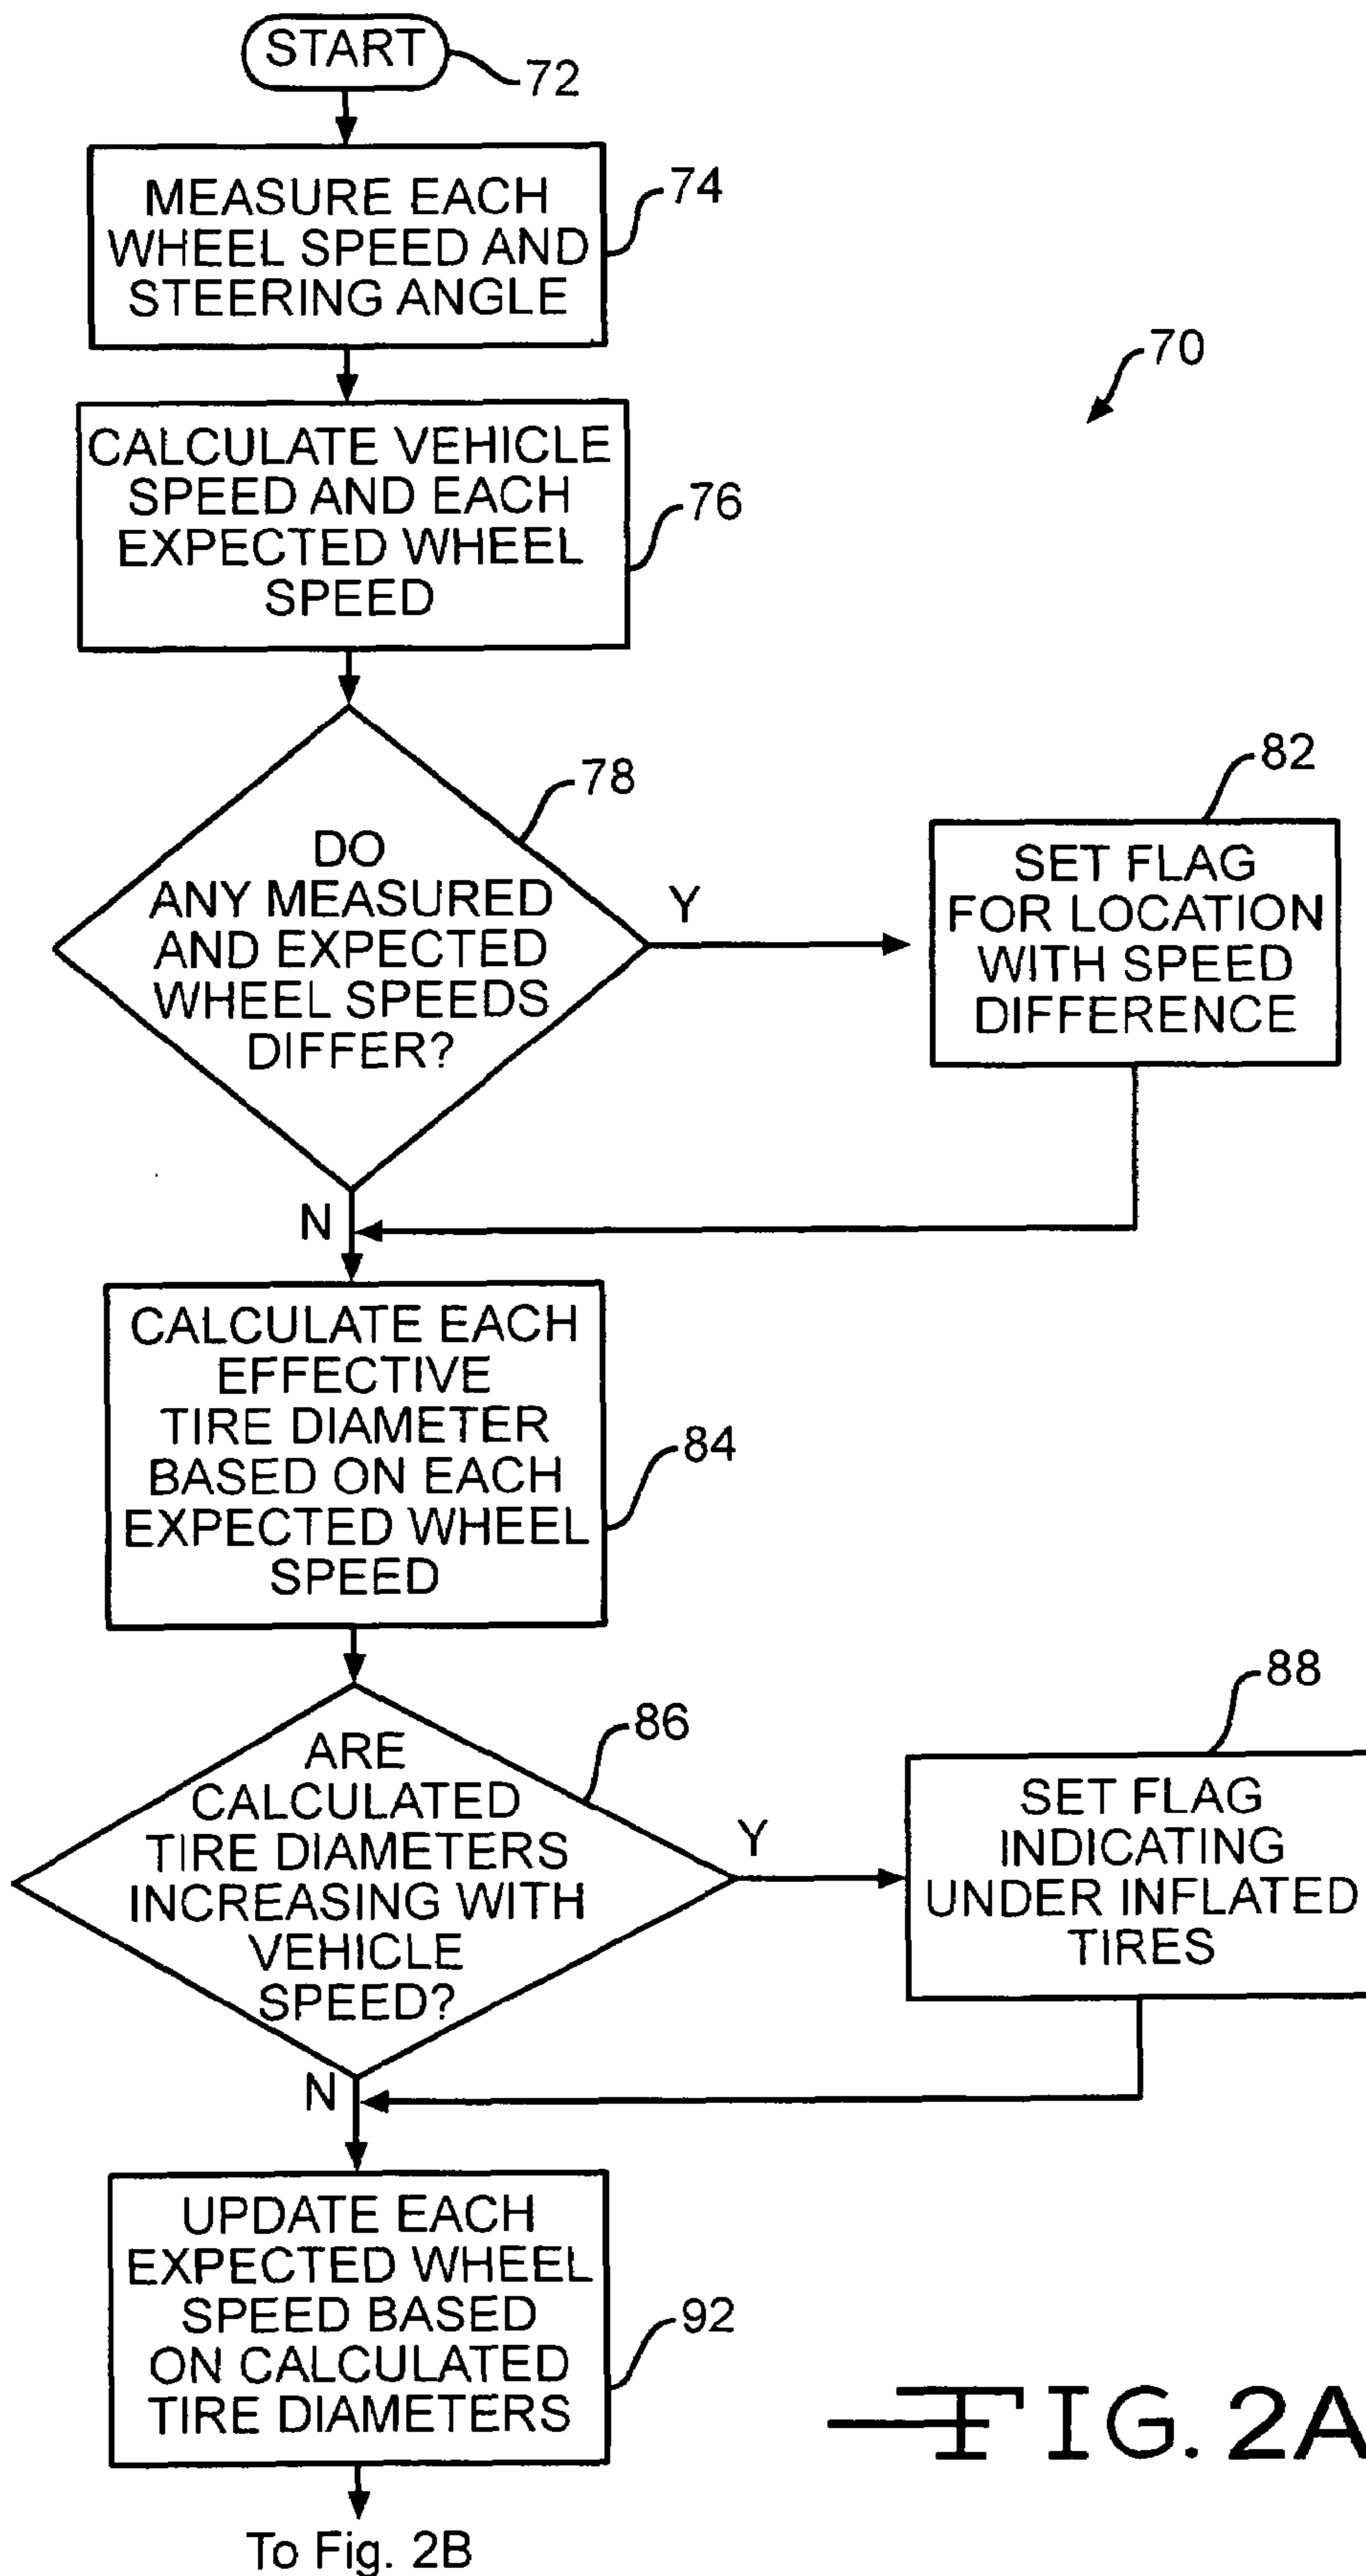 START
72
MEASURE EACH
WHEEL SPEED AND
STEERING ANGLE
74
70
CALCULATE VEHICLE
SPEED AND EACH
EXPECTED WHEEL
SPEED
76
DO
ANY MEASURED
AND EXPECTED
WHEEL SPEEDS
DIFFER?
78
Y
82
SET FLAG
FOR LOCATION
WITH SPEED
DIFFERENCE
N
CALCULATE EACH
EFFECTIVE
TIRE DIAMETER
BASED ON EACH
EXPECTED WHEEL
SPEED
84
ARE
CALCULATED
TIRE DIAMETERS
INCREASING WITH
VEHICLE
SPEED?
86
Y
88
SET FLAG
INDICATING
UNDER INFLATED
TIRES
N
UPDATE EACH
EXPECTED WHEEL
SPEED BASED
ON CALCULATED
TIRE DIAMETERS
92
FIG. 2A
To Fig. 2B